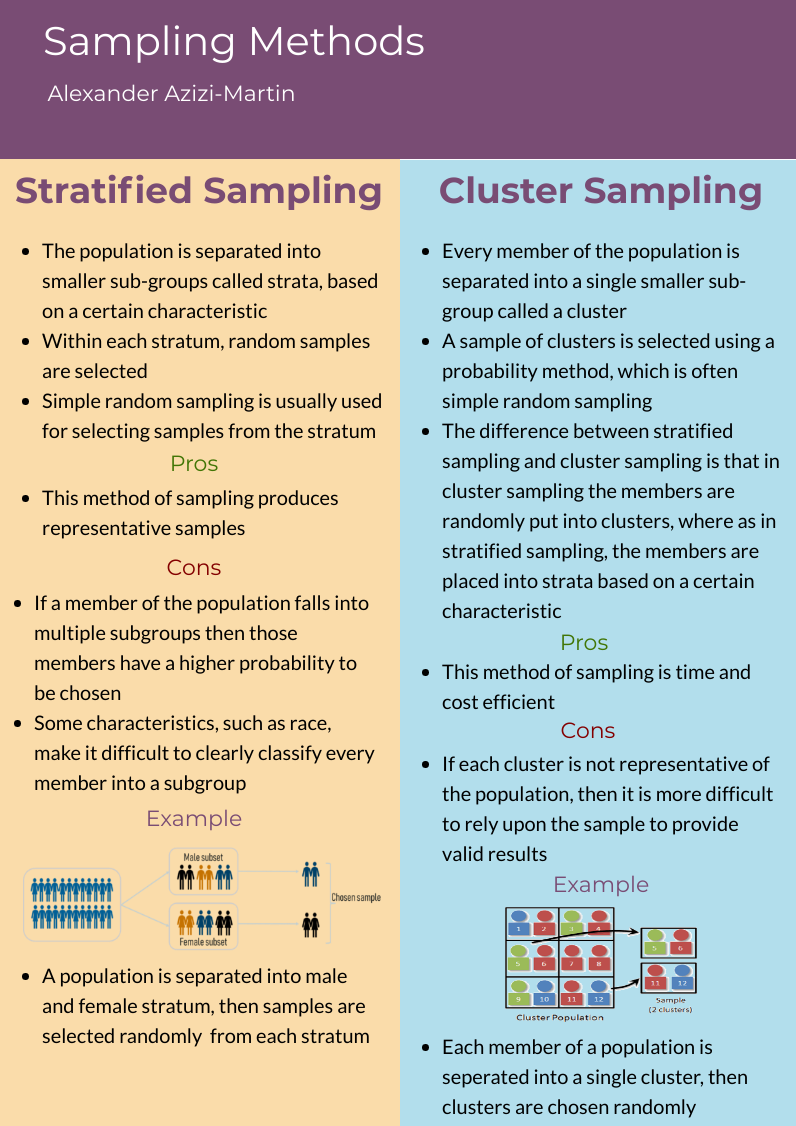 Sampling Methods
Alexander Azizi-Martin
Stratified Sampling
• The population is separated into
smaller sub-groups called strata, based
on a certain characteristic
• Within each stratum, random samples
are selected
• Simple random sampling is usually used
for selecting samples from the stratum
Pros
• This method of sampling produces
representative samples
Cons
• If a member of the population falls into
multiple subgroups then those
members have a higher probability to
be chosen
• Some characteristics, such as race,
make it difficult to clearly classify every
member into a subgroup
Example
Male subset
Chosen sample
Female subset
• A population is separated into male
and female stratum, then samples are
selected randomly from each stratum
Cluster Sampling
• Every member of the population is
separated into a single smaller sub-
group called a cluster
• A sample of clusters is selected using a
probability method, which is often
simple random sampling
• The difference between stratified
sampling and cluster sampling is that in
cluster sampling the members are
randomly put into clusters, where as in
stratified sampling, the members are
placed into strata based on a certain
characteristic
Pros
• This method of sampling is time and
cost efficient
Cons
• If each cluster is not representative of
the population, then it is more difficult
to rely upon the sample to provide
valid results
Example
1 2 3 4
5 6 7 8
9 10 11 12
5 6
11 12
Sample
(2 clusters)
Cluster Population
• Each member of a population is
seperated into a single cluster, then
clusters are chosen randomly